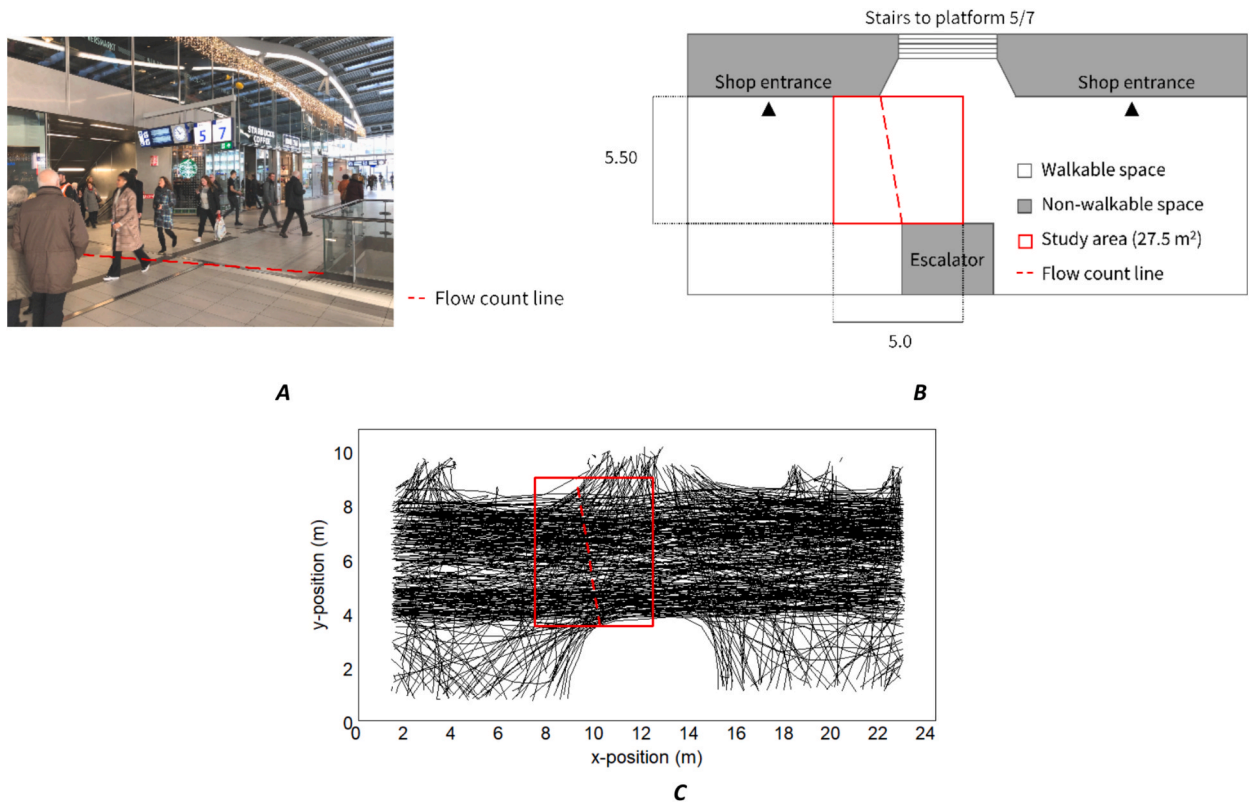 Stairs to platform 5/7
Shop entrance
Shop entrance
5.50
Walkable space
Non-walkable space
Study area (27.5 m²)
Flow count line
Escalator
5.0
5 7
STARBUCKS
COFFEE
Flow count line
A
B
10
8
6
4
2
0
y-position (m)
0 2 4 6 8 10 12 14 16 18 20 22 24
x-position (m)
C